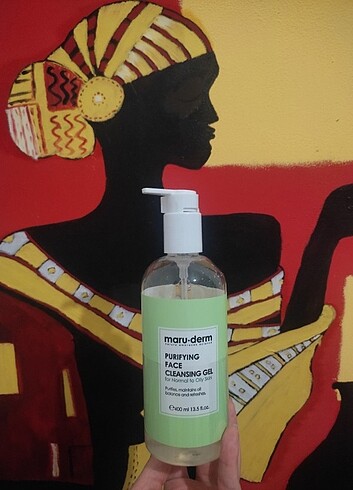 maru·derm
PURIFYING
FACE
CLEANSING GEL
for Normal to Oily Skin
Purifies, maintains oil
balance and refreshes.
℮400 ml 13.5 fl.oz.